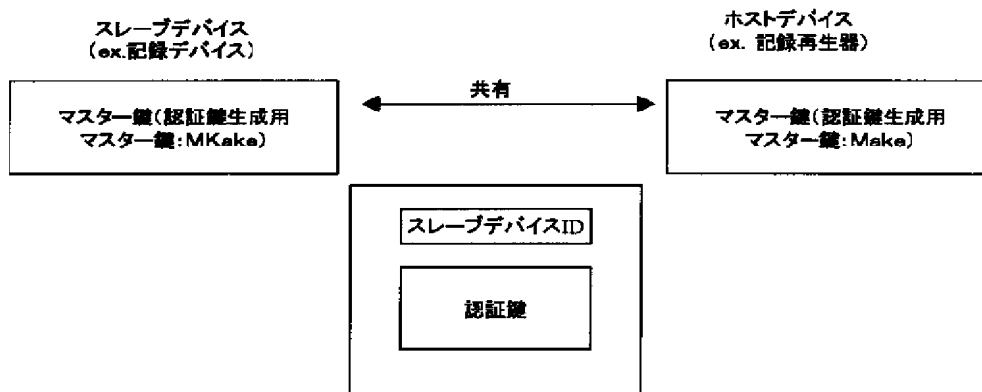 スレーブデバイス
(ex.記録デバイス)
ホストデバイス
(ex. 記録再生器)
マスター鍵(認証鍵生成用
マスター鍵:MKake)
共有
マスター鍵(認証鍵生成用
マスター鍵:Make)
スレーブデバイスID
認証鍵